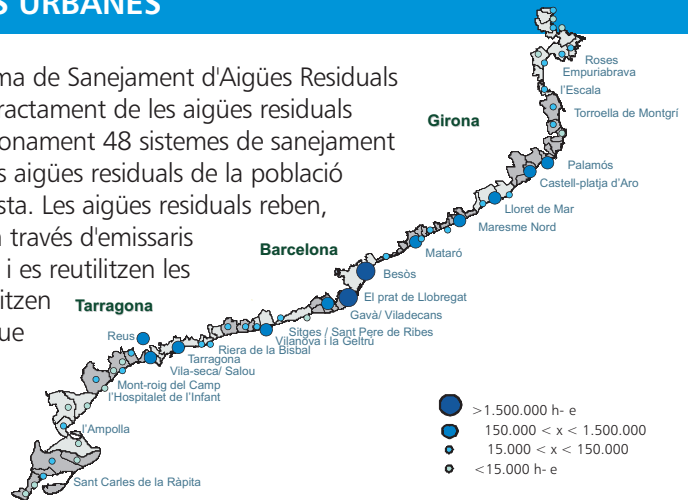 S URBANES
ma de Sanejament d'Aigües Residuals
ractament de les aigües residuals
onament 48 sistemes de sanejament
s aigües residuals de la població
sta. Les aigües residuals reben,
a través d'emissaris
i es reutilitzen les
itzen
ue
Girona
Barcelona
Tarragona
Roses
Empuriabrava
l'Escala
Torroella de Montgrí
Palamós
Castell-platja d'Aro
Lloret de Mar
Maresme Nord
Mataró
Besòs
El prat de Llobregat
Gavà/ Viladecans
Sitges / Sant Pere de Ribes
Vilanova i la Geltrú
Riera de la Bisbal
Reus
Tarragona
Vila-seca/ Salou
Mont-roig del Camp
l'Hospitalet de l'Infant
l'Ampolla
Sant Carles de la Ràpita
>1.500.000 h- e
150.000 < x < 1.500.000
15.000 < x < 150.000
<15.000 h- e